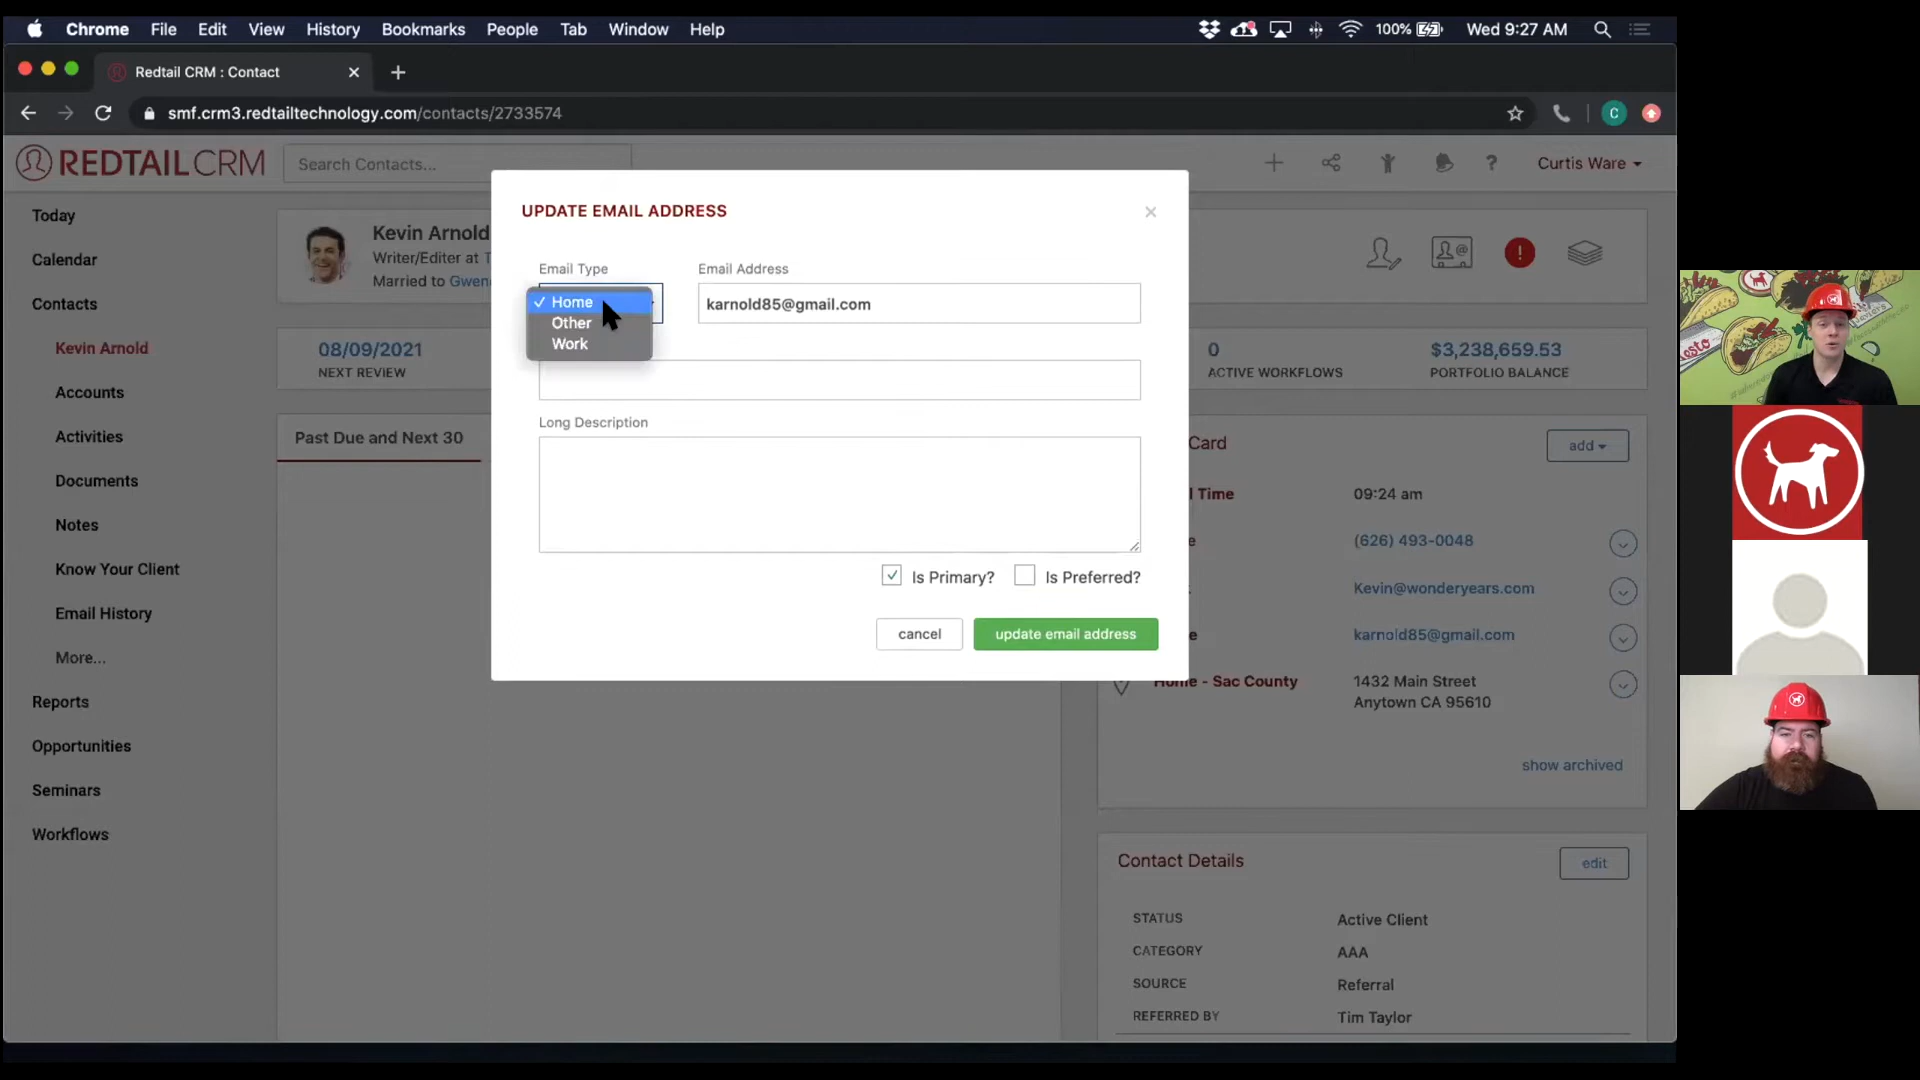 Chrome File Edit View History Bookmarks People Tab Window Help 100% Wed 9:27 AM
Redtail CRM : Contact
smf.crm3.redtailtechnology.com/contacts/2733574 C
REDTAILCRM Search Contacts... ? Curtis Ware
Today
Calendar
Contacts
Kevin Arnold
Accounts
Activities
Documents
Notes
Know Your Client
Email History
More...
Reports
Opportunities
Seminars
Workflows
Kevin Arnold
Writer/Editer at
Married to
08/09/2021
NEXT REVIEW
Past Due and Next 30
UPDATE EMAIL ADDRESS
Email Type
Home
Other
Work
Email Address
karnold85@gmail.com
Long Description
Is Primary? Is Preferred?
cancel update email address
0
ACTIVE WORKFLOWS
$3,238,659.53
PORTFOLIO BALANCE
Card add
Time 09:24 am
(626) 493-0048
Kevin@wonderyears.com
karnold85@gmail.com
Home - Sac County 1432 Main Street
Anytown CA 95610
show archived
Contact Details edit
STATUS Active Client
CATEGORY AAA
SOURCE Referral
REFERRED BY Tim Taylor